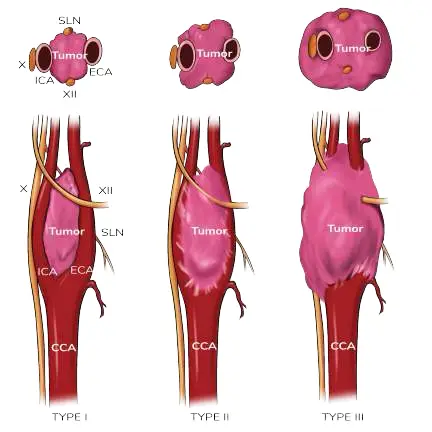 SLN
X
Tumor
ICA
ECA
XII
Tumor
Tumor
X
XII
Tumor
SLN
ICA
ECA
CCA
TYPE I
Tumor
CCA
TYPE II
Tumor
CCA
TYPE III